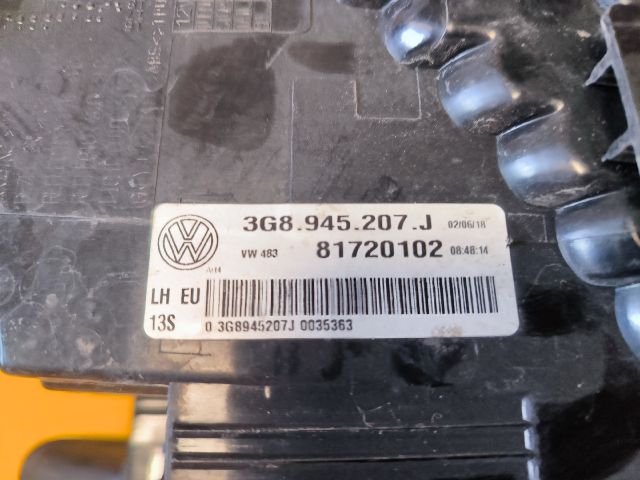 3G8.945.207.J 02/06/18
VW 483 81720102 08:48:14
LH EU
13S 0 3G8945207J 0035363